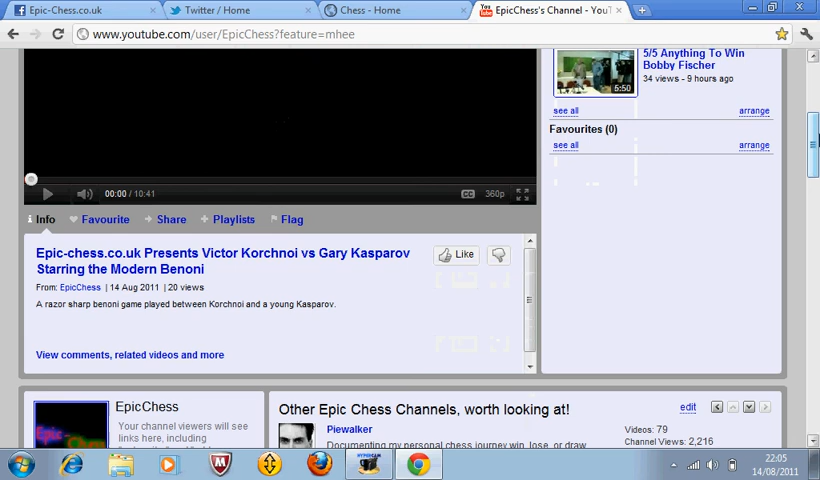 Epic-Chess.co.uk
Twitter / Home
Chess - Home
EpicChess's Channel - YouT
www.youtube.com/user/EpicChess?feature=mhee
5:50
5/5 Anything To Win
Bobby Fischer
34 views - 9 hours ago
see all
arrange
Favourites (0)
see all
arrange
00:00 / 10:41
CC
360p
Info
Favourite
Share
Playlists
Flag
Epic-chess.co.uk Presents Victor Korchnoi vs Gary Kasparov
Starring the Modern Benoni
Like
From: EpicChess | 14 Aug 2011 | 20 views
A razor sharp benoni game played between Korchnoi and a young Kasparov.
View comments, related videos and more
EpicChess
Your channel viewers will see
links here, including
Other Epic Chess Channels, worth looking at!
edit
Piewalker
Documenting my personal chess journey win, lose, or draw
Videos: 79
Channel Views: 2,216
HYPERCAM
22:05
14/08/2011